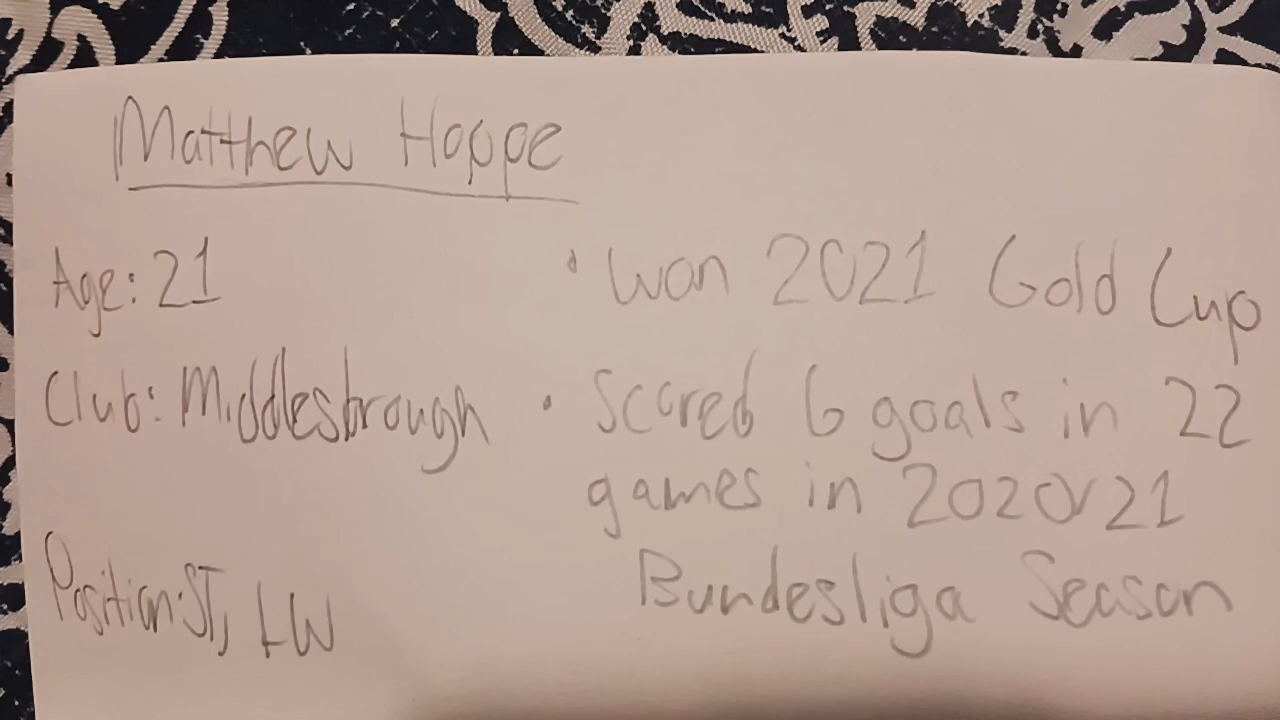 Matthew Hoppe
Age: 21
Club: Middlesbrough
Position: ST, LW
• Won 2021 Gold Cup
• Scored 6 goals in 22
games in 2020/21
Bundesliga Season